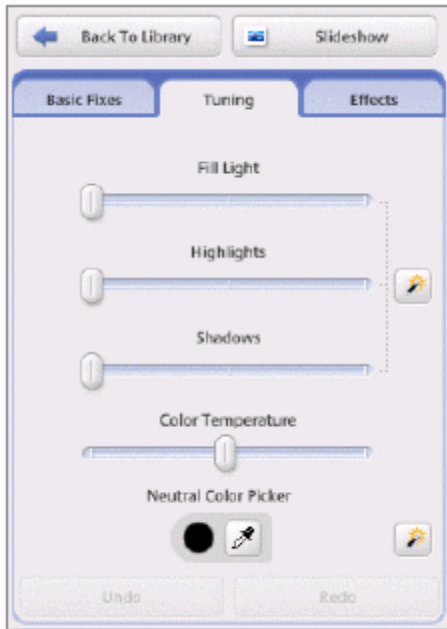 Back To Library Slideshow
Basic Fixes Tuning Effects
Fill Light
Highlights
Shadows
Color Temperature
Neutral Color Picker
Undo Redo